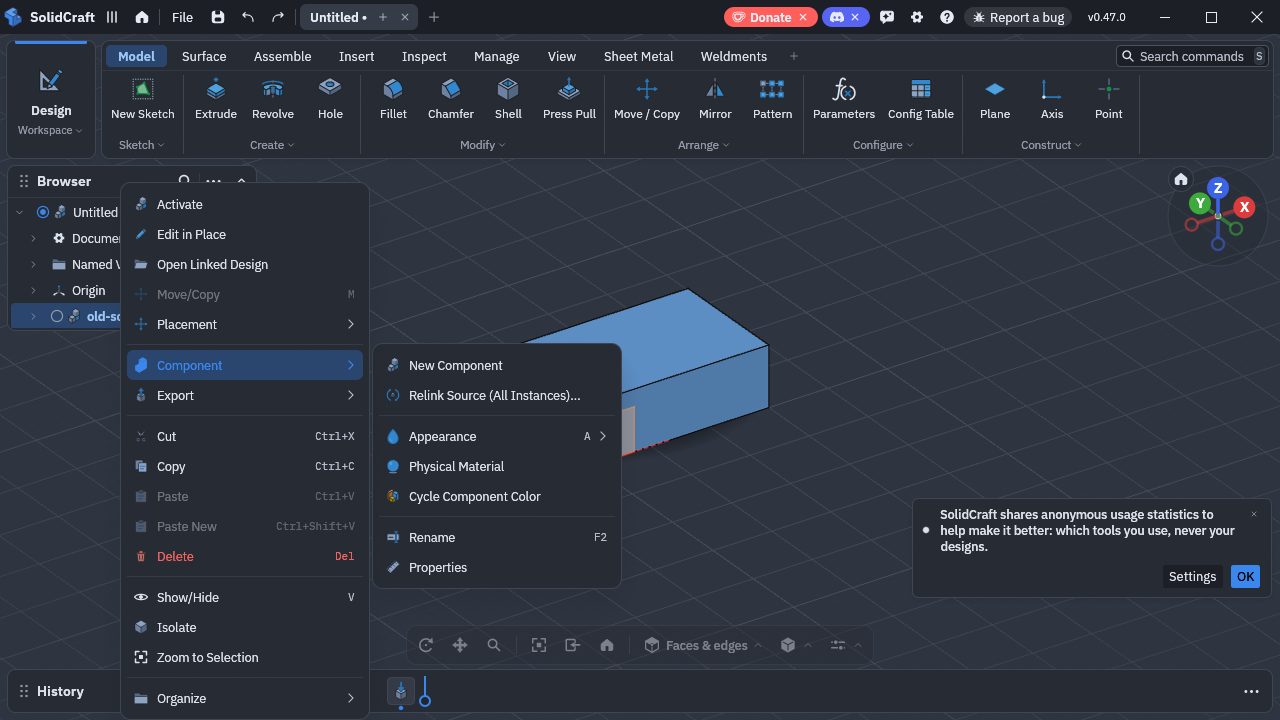 SolidCraft
File
Untitled •
Donate
Report a bug
v0.47.0
Design
Workspace
Model
Surface
Assemble
Insert
Inspect
Manage
View
Sheet Metal
Weldments
Search commands
S
New Sketch
Extrude
Revolve
Hole
Fillet
Chamfer
Shell
Press Pull
Move / Copy
Mirror
Pattern
Parameters
Config Table
Plane
Axis
Point
Sketch
Create
Modify
Arrange
Configure
Construct
Browser
Untitled
Origin
Activate
Edit in Place
Open Linked Design
Move/Copy M
Placement
Component
Export
Cut Ctrl+X
Copy Ctrl+C
Paste Ctrl+V
Paste New Ctrl+Shift+V
Delete Del
Show/Hide V
Isolate
Zoom to Selection
Organize
New Component
Relink Source (All Instances)...
Appearance A
Physical Material
Cycle Component Color
Rename F2
Properties
Z
Y
X
SolidCraft shares anonymous usage statistics to
help make it better: which tools you use, never your
designs.
Settings
OK
Faces & edges
History